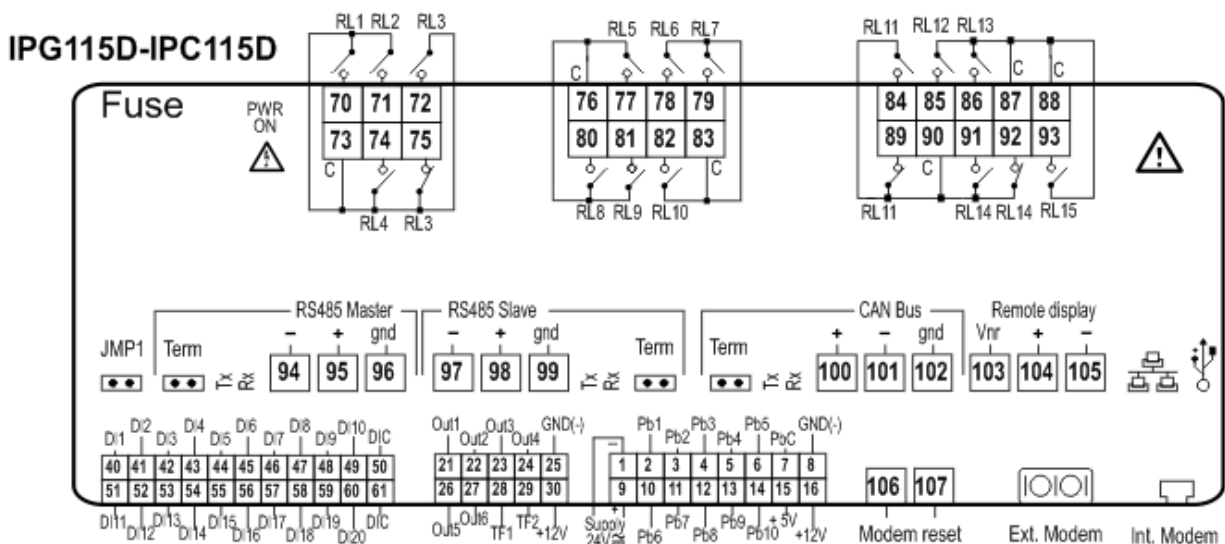 IPG115D-IPC115D
RL1 RL2 RL3
RL5 RL6 RL7
RL11 RL12 RL13
C
C C
Fuse
PWR
ON
70 71 72
76 77 78 79
84 85 86 87 88
73 74 75
80 81 82 83
89 90 91 92 93
C
C
C
RL4 RL3
RL8 RL9 RL10
RL11 RL14 RL14 RL15
RS485 Master
RS485 Slave
CAN Bus
Remote display
JMP1 Term
- + gnd
- + gnd
Term
Term
+ - gnd
Vnr + -
Tx
Rx
94 95 96
97 98 99
Tx
Rx
Tx
Rx
100 101 102
103 104 105
DI1 DI2 DI3 DI4 DI5 DI6 DI7 DI8 DI9 DI10 DIC
Out1 Out2 Out3 Out4 GND(-)
- Pb1 Pb2 Pb3 Pb4 Pb5 PbC GND(-)
40 41 42 43 44 45 46 47 48 49 50
21 22 23 24 25
1 2 3 4 5 6 7 8
51 52 53 54 55 56 57 58 59 60 61
26 27 28 29 30
9 10 11 12 13 14 15 16
106 107
DI11 DI12 DI13 DI14 DI15 DI16 DI17 DI18 DI19 DI20 DIC
Out5 Out6 TF1 TF2 +12V
+
Supply
24V
Pb6 Pb7 Pb8 Pb9 Pb10 +5V +12V
Modem reset
Ext. Modem
Int. Modem